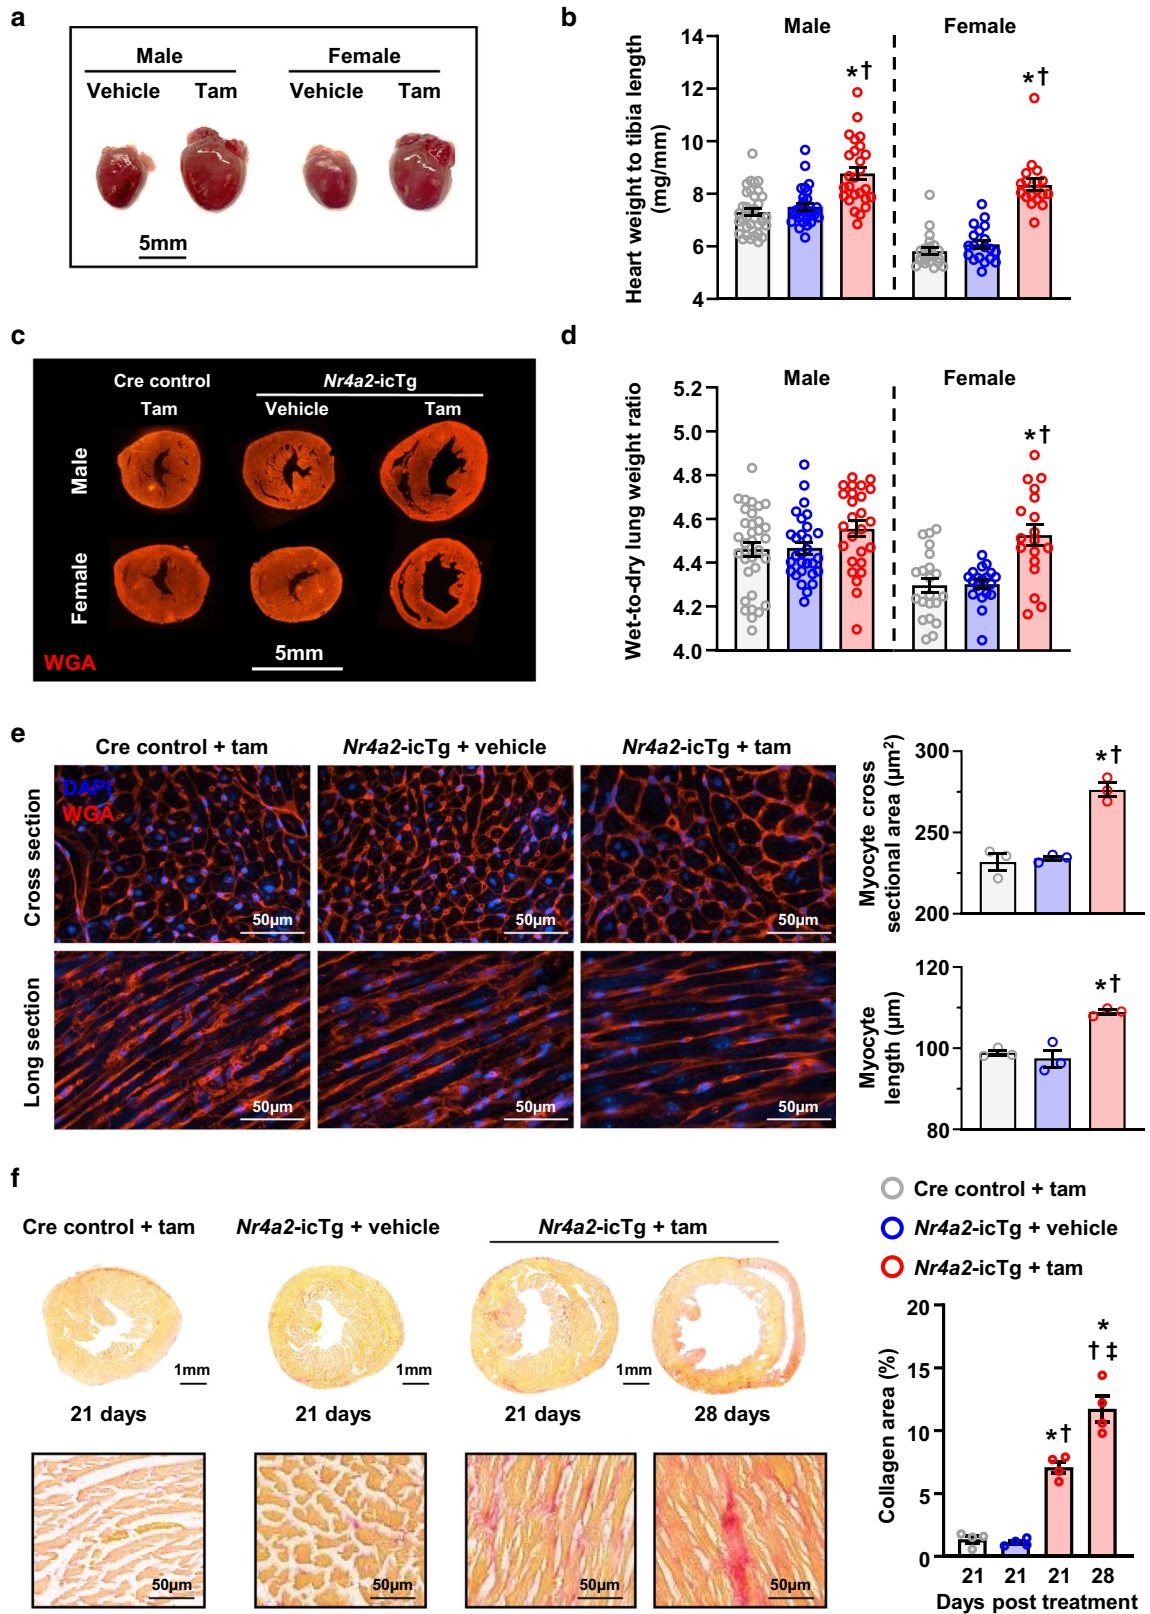 a
Male
Female
Vehicle
Tam
Vehicle
Tam
5mm
b
Male
Female
Heart weight to tibia length
(mg/mm)
14
12
10
8
6
4
*†
*†
c
Cre control
Nr4a2-icTg
Tam
Vehicle
Tam
Male
Female
WGA
5mm
d
Male
Female
Wet-to-dry lung weight ratio
5.2
5.0
4.8
4.6
4.4
4.2
4.0
*†
e
Cre control + tam
Nr4a2-icTg + vehicle
Nr4a2-icTg + tam
DAPI
WGA
Cross section
50µm
50µm
50µm
Long section
50µm
50µm
50µm
Myocyte cross
sectional area (µm²)
300
250
200
*†
Myocyte
length (µm)
120
100
80
*†
f
Cre control + tam
Nr4a2-icTg + vehicle
Nr4a2-icTg + tam
1mm
1mm
1mm
21 days
21 days
21 days
28 days
50µm
50µm
50µm
50µm
Cre control + tam
Nr4a2-icTg + vehicle
Nr4a2-icTg + tam
Collagen area (%)
20
15
10
5
0
*†
*
† ‡
21
21
21
28
Days post treatment